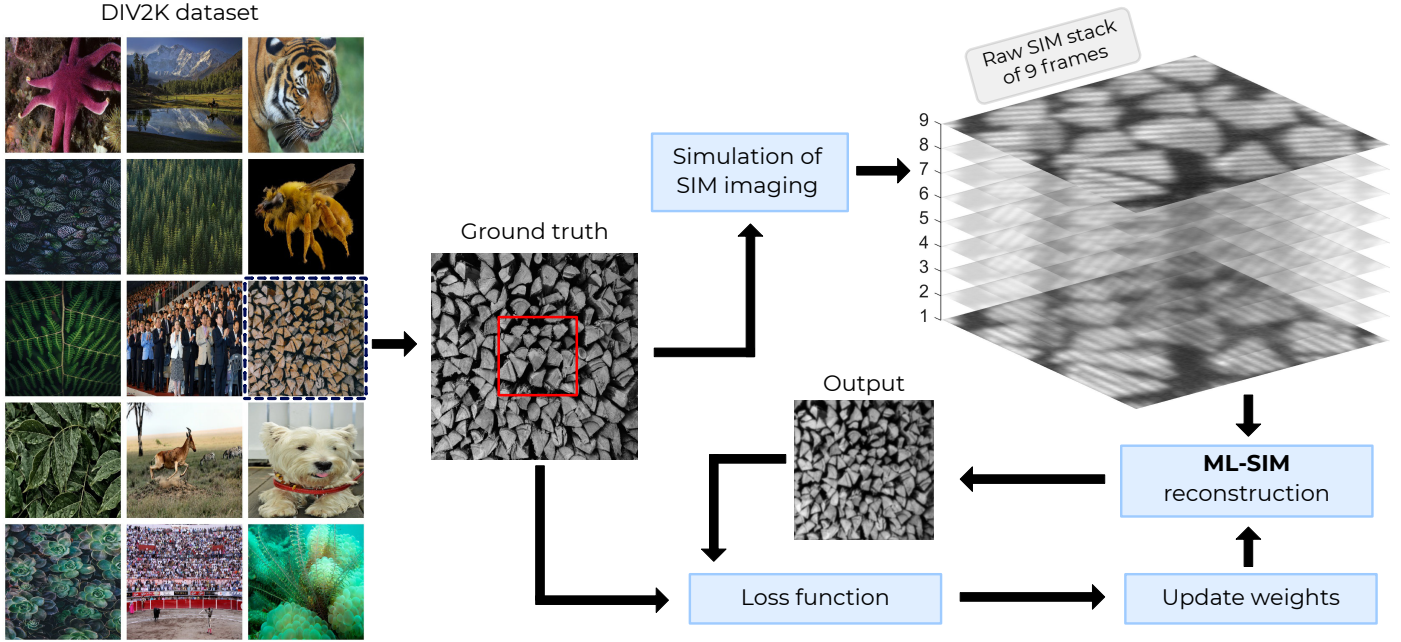 DIV2K dataset
Raw SIM stack
of 9 frames
9
8
7
6
5
4
3
2
1
Simulation of
SIM imaging
Ground truth
Output
ML-SIM
reconstruction
Loss function
Update weights